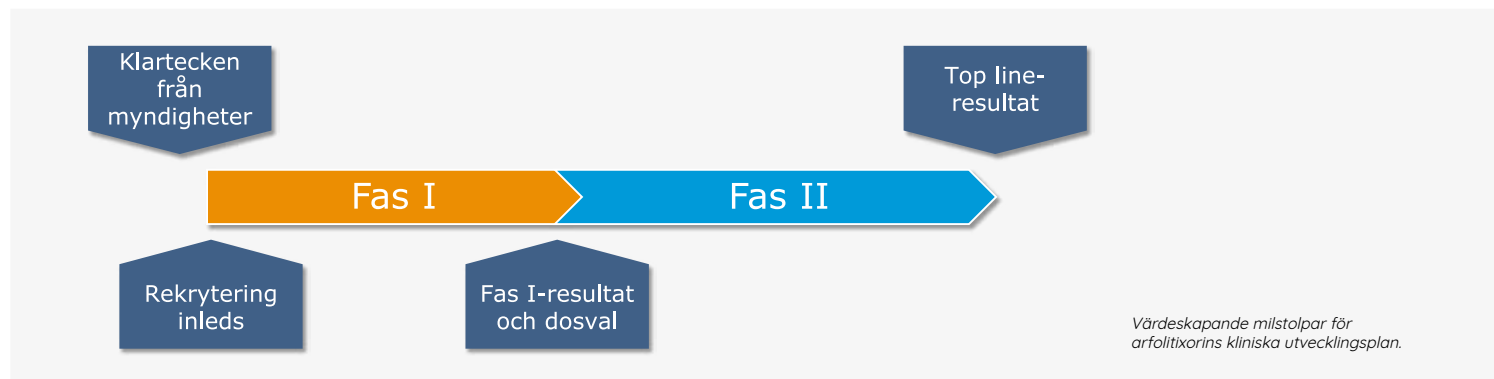 Klartecken
från
myndigheter
Top line-
resultat
Fas I
Fas II
Rekrytering
inleds
Fas I-resultat
och dosval
Värdeskapande milstolpar för
arfolitixorins kliniska utvecklingsplan.